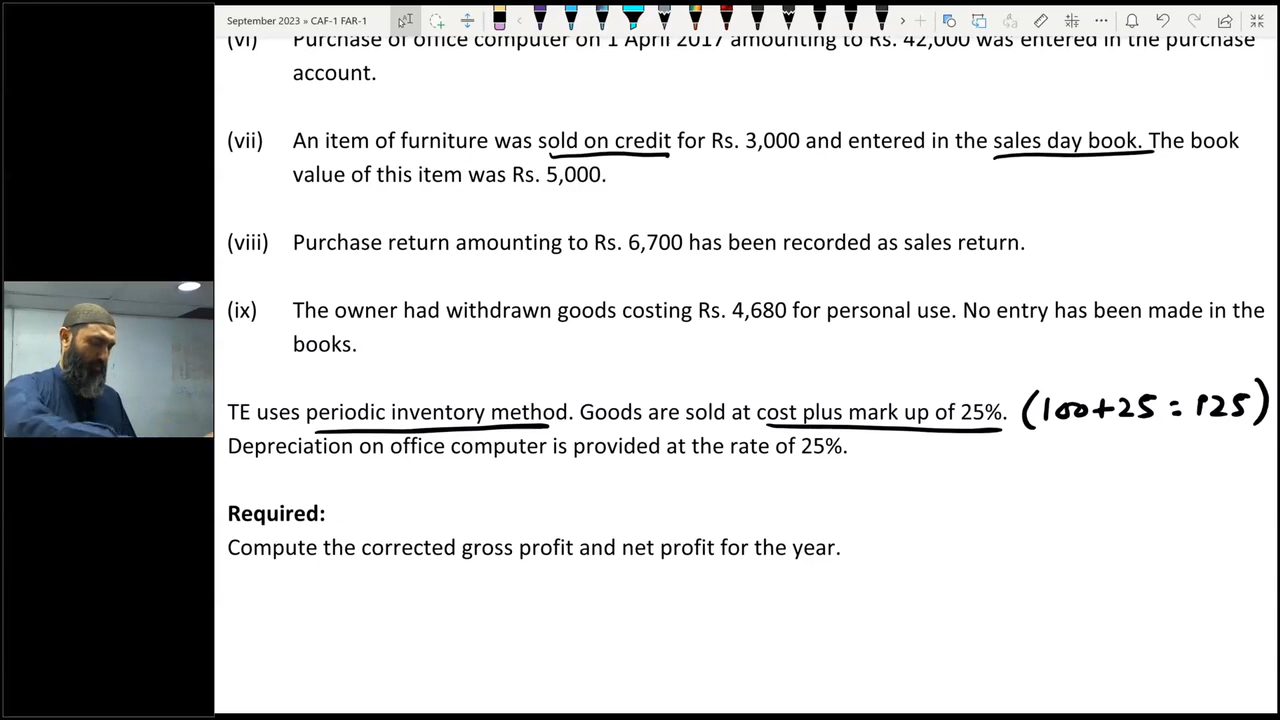 September 2023 » CAF-1 FAR-1
(vi) Purchase of office computer on 1 April 2017 amounting to Rs. 42,000 was entered in the purchase
account.
(vii) An item of furniture was sold on credit for Rs. 3,000 and entered in the sales day book. The book
value of this item was Rs. 5,000.
(viii) Purchase return amounting to Rs. 6,700 has been recorded as sales return.
(ix) The owner had withdrawn goods costing Rs. 4,680 for personal use. No entry has been made in the
books.
TE uses periodic inventory method. Goods are sold at cost plus mark up of 25%. (100+25=125)
Depreciation on office computer is provided at the rate of 25%.
Required:
Compute the corrected gross profit and net profit for the year.